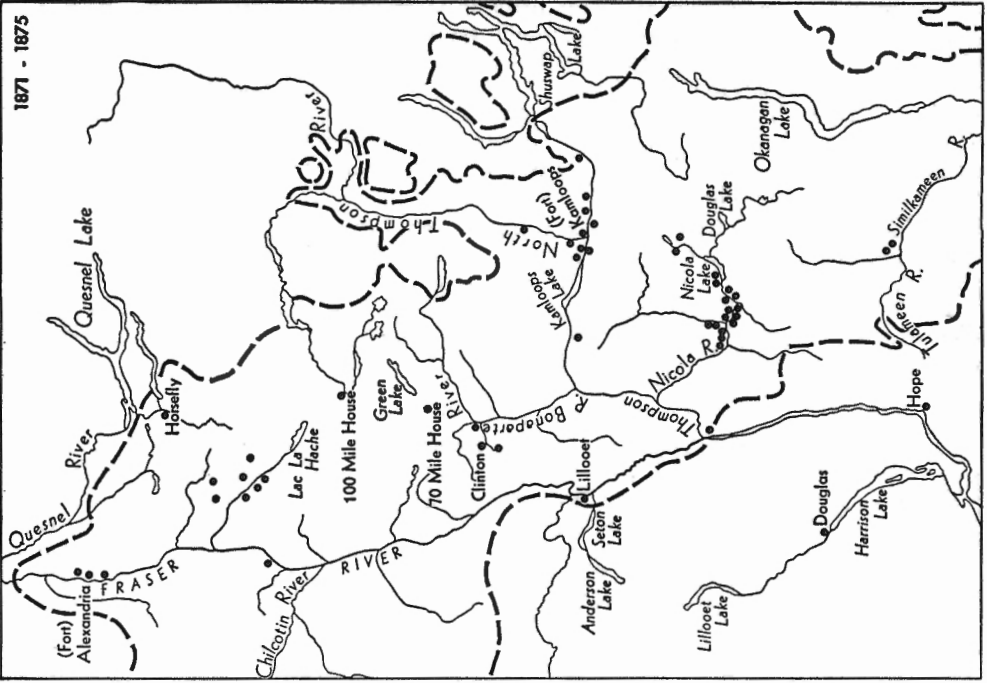 1871 - 1875
Quesnel Lake
River
Quesnel
River
Horsefly
(Fort)
Alexandria
FRASER
RIVER
Chilcotin River
Lac La
Hache
100 Mile House
Green
Lake
70 Mile House
River
Clinton
Bonaparte
R.
North
Thompson
(Fort)
Kamloops
Kamloops
Lake
Shuswap
Lake
Thompson
Nicola R.
Nicola
Lake
Douglas
Lake
Okanagan
Lake
Similkameen R.
Tulameen R.
Hope
Lillooet
Seton
Lake
Anderson
Lake
Douglas
Harrison
Lake
Lillooet
Lake